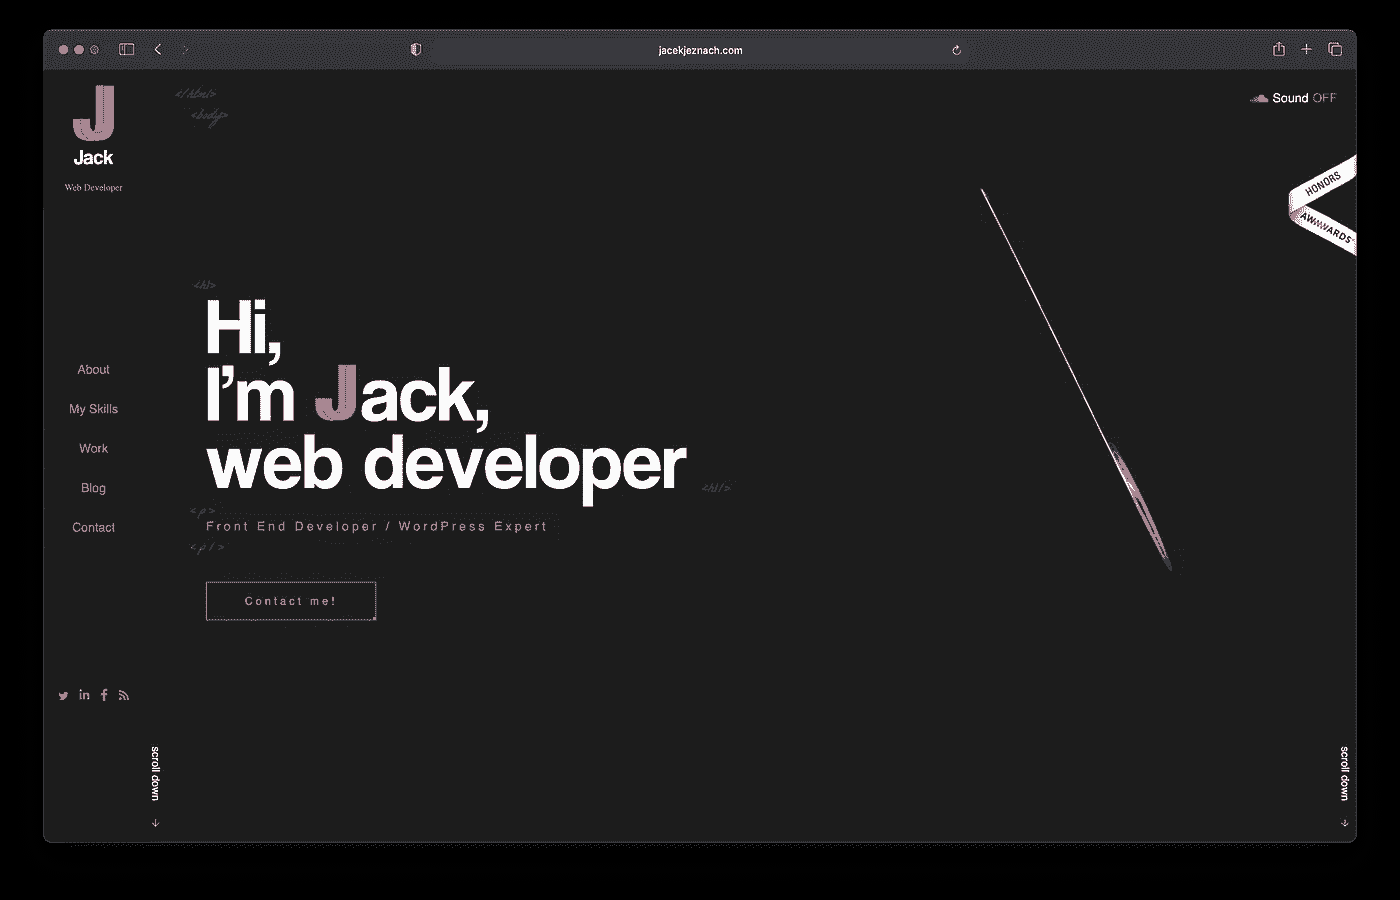 jacekjeznach.com
J
Jack
Web Developer
</html>
<body>
Sound OFF
HONORS
AWWWARDS
<h1>
Hi,
I'm Jack,
web developer
<h1/>
<p>
Front End Developer / WordPress Expert
<p/>
Contact me!
About
My Skills
Work
Blog
Contact
scroll down
scroll down